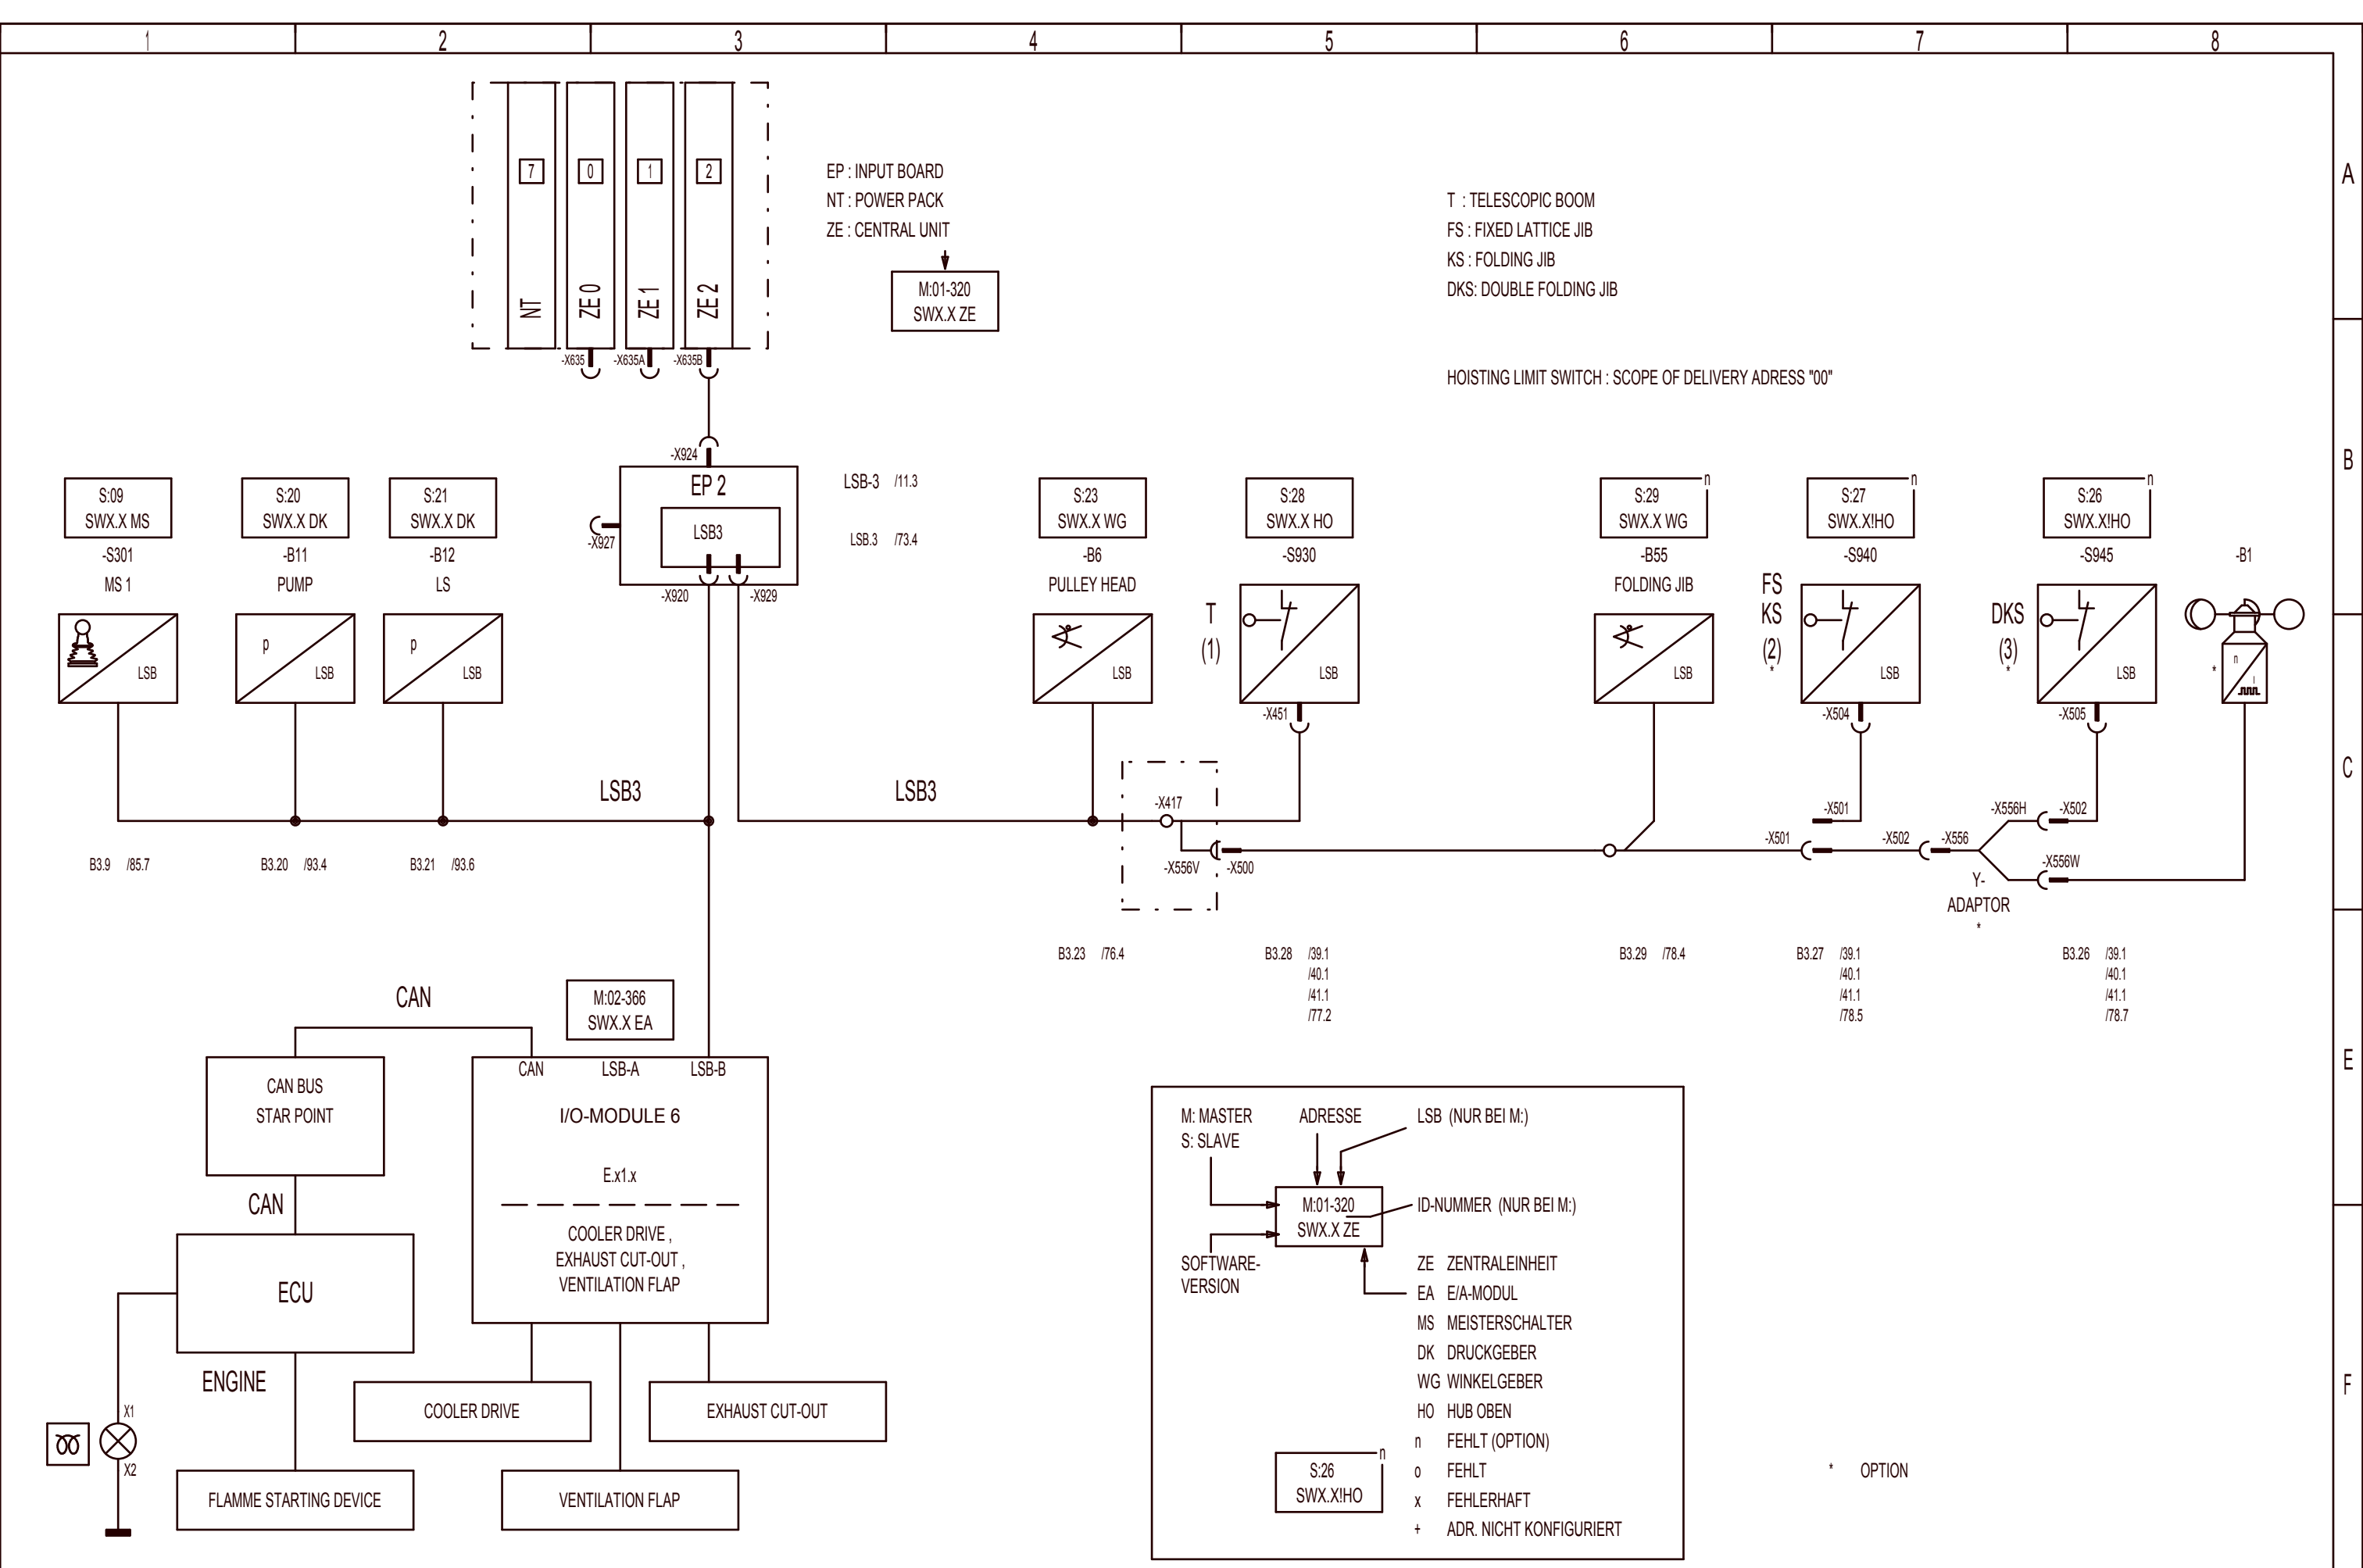 1 2 3 4 5 6 7 8
A
B
C
E
F
7 0 1 2
NT
ZE 0
ZE 1
ZE 2
-X635 -X635A -X635B
EP : INPUT BOARD
NT : POWER PACK
ZE : CENTRAL UNIT
M:01-320
SWX.X ZE
T : TELESCOPIC BOOM
FS : FIXED LATTICE JIB
KS : FOLDING JIB
DKS: DOUBLE FOLDING JIB
HOISTING LIMIT SWITCH : SCOPE OF DELIVERY ADRESS "00"
-X924
EP 2
LSB3
-X927
-X920 -X929
LSB-3 /11.3
LSB.3 /73.4
S:09
SWX.X MS
-S301
MS 1
LSB
S:20
SWX.X DK
-B11
PUMP
p
LSB
S:21
SWX.X DK
-B12
LS
p
LSB
S:23
SWX.X WG
-B6
PULLEY HEAD
LSB
S:28
SWX.X HO
-S930
T
(1)
LSB
-X451
n
S:29
SWX.X WG
-B55
FOLDING JIB
LSB
n
S:27
SWX.X!HO
-S940
FS
KS
(2)
*
LSB
-X504
n
S:26
SWX.X!HO
-S945
DKS
(3)
*
LSB
-X505
-B1
*
n
LSB3 LSB3
-X417
-X556V -X500
-X501
-X501
-X502 -X556
-X556H -X502
-X556W
Y-
ADAPTOR
*
B3.9 /85.7
B3.20 /93.4
B3.21 /93.6
B3.23 /76.4
B3.28 /39.1
/40.1
/41.1
/77.2
B3.29 /78.4
B3.27 /39.1
/40.1
/41.1
/78.5
B3.26 /39.1
/40.1
/41.1
/78.7
CAN
M:02-366
SWX.X EA
CAN LSB-A LSB-B
I/O-MODULE 6
E.x1.x
COOLER DRIVE ,
EXHAUST CUT-OUT ,
VENTILATION FLAP
CAN BUS
STAR POINT
CAN
ECU
ENGINE
X1
X2
COOLER DRIVE
EXHAUST CUT-OUT
FLAMME STARTING DEVICE
VENTILATION FLAP
M: MASTER
S: SLAVE
ADRESSE
LSB (NUR BEI M:)
M:01-320
SWX.X ZE
ID-NUMMER (NUR BEI M:)
SOFTWARE-
VERSION
ZE ZENTRALEINHEIT
EA E/A-MODUL
MS MEISTERSCHALTER
DK DRUCKGEBER
WG WINKELGEBER
HO HUB OBEN
n FEHLT (OPTION)
o FEHLT
x FEHLERHAFT
+ ADR. NICHT KONFIGURIERT
n
S:26
SWX.X!HO
* OPTION